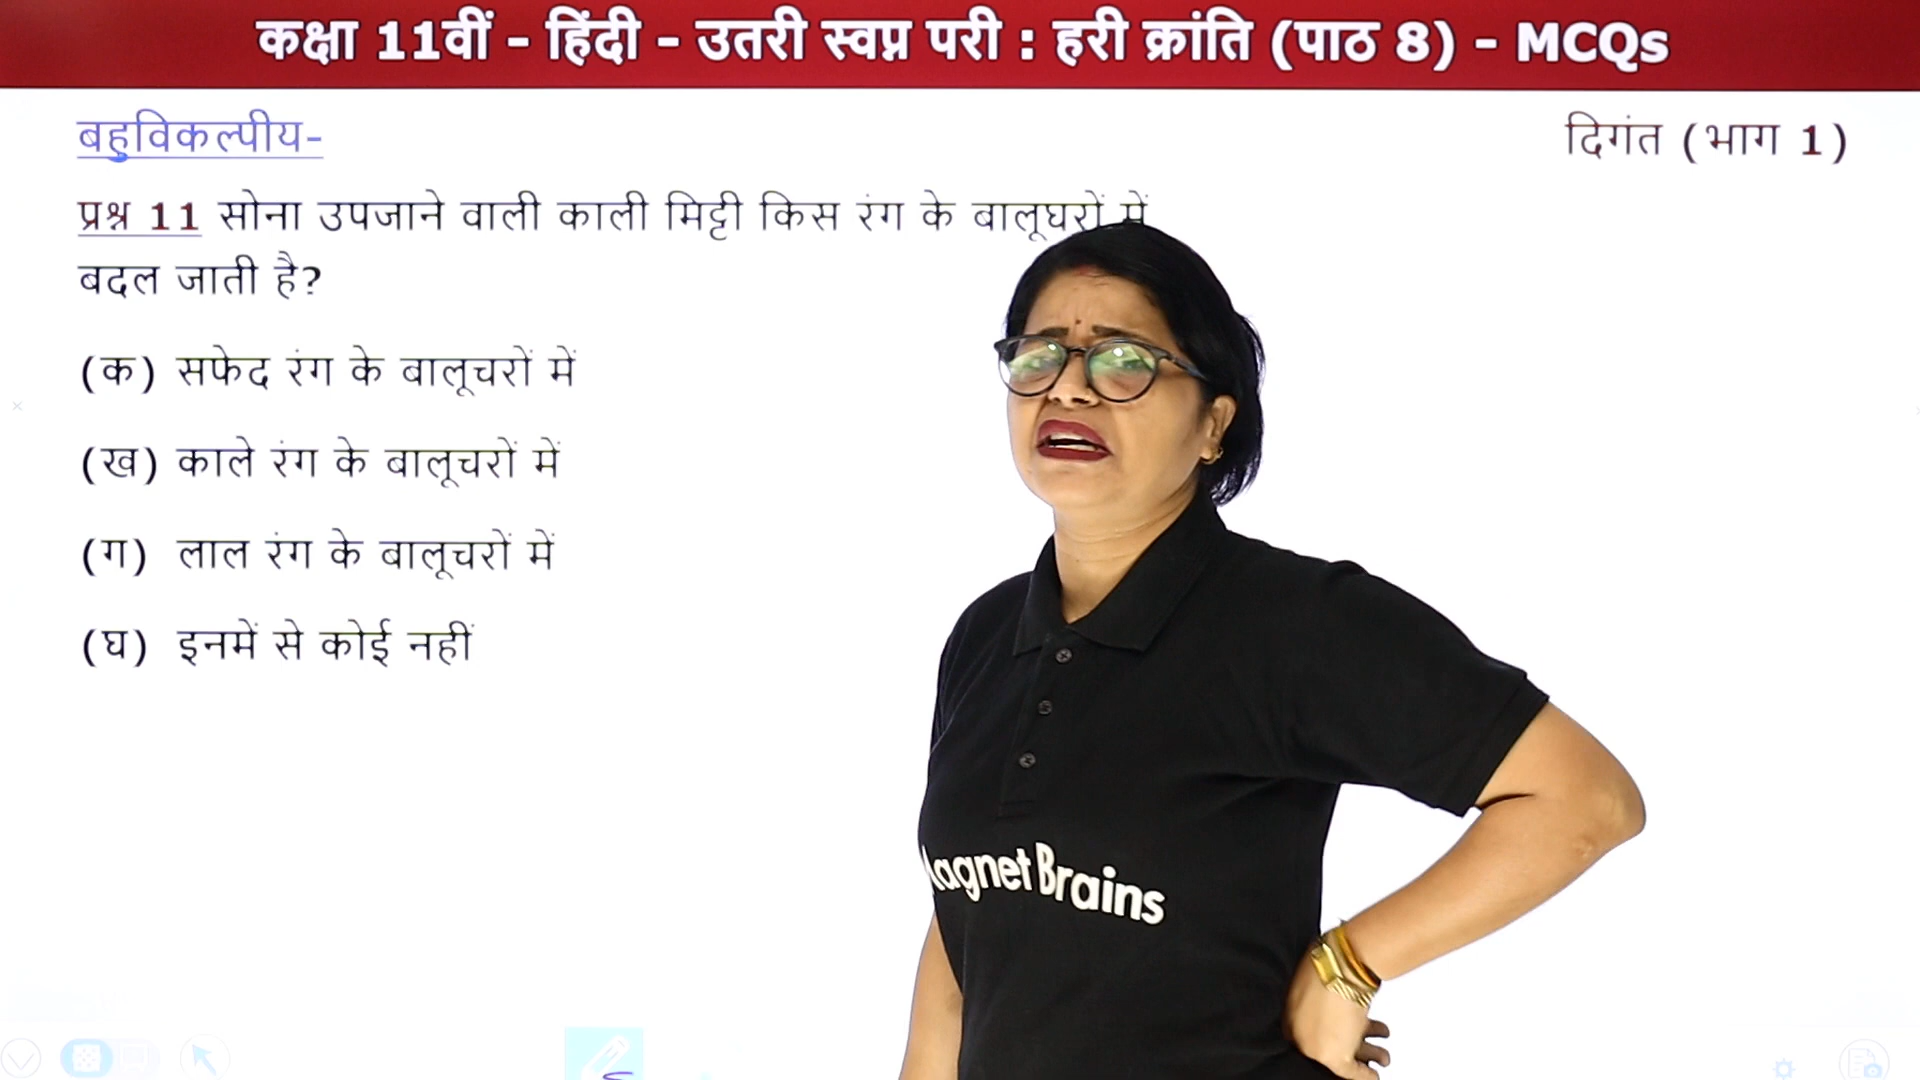 कक्षा 11वीं - हिंदी - उतरी स्वप्न परी : हरी क्रांति (पाठ 8) - MCQs
बहुविकल्पीय-
दिगंत (भाग 1)
प्रश्न 11 सोना उपजाने वाली काली मिट्टी किस रंग के बालूघरों में
बदल जाती है?
(क) सफेद रंग के बालूचरों में
(ख) काले रंग के बालूचरों में
(ग) लाल रंग के बालूचरों में
(घ) इनमें से कोई नहीं
agnet Brains